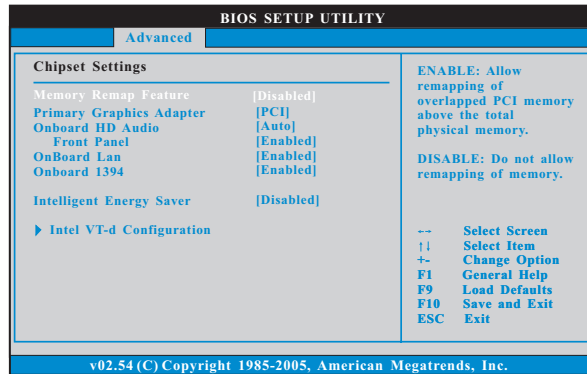 BIOS SETUP UTILITY
Advanced
Chipset Settings
Memory Remap Feature [Disabled]
Primary Graphics Adapter [PCI]
Onboard HD Audio [Auto]
Front Panel [Enabled]
OnBoard Lan [Enabled]
Onboard 1394 [Enabled]
Intelligent Energy Saver [Disabled]
Intel VT-d Configuration
ENABLE: Allow
remapping of
overlapped PCI memory
above the total
physical memory.
DISABLE: Do not allow
remapping of memory.
←→ Select Screen
↑↓ Select Item
+- Change Option
F1 General Help
F9 Load Defaults
F10 Save and Exit
ESC Exit
v02.54 (C) Copyright 1985-2005, American Megatrends, Inc.